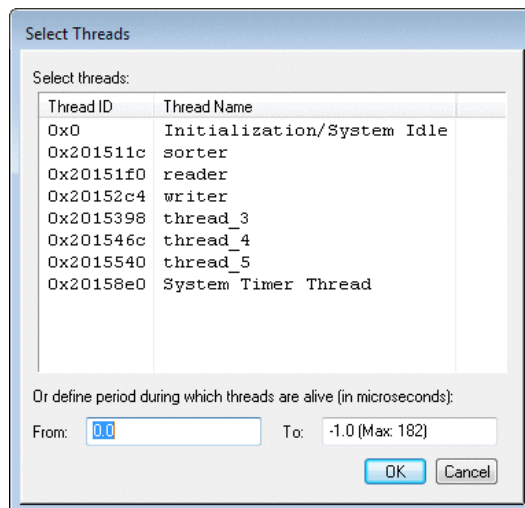 Select Threads
Select threads:
Thread ID Thread Name
0x0 Initialization/System Idle
0x201511c sorter
0x20151f0 reader
0x20152c4 writer
0x2015398 thread_3
0x201546c thread_4
0x2015540 thread_5
0x20158e0 System Timer Thread
Or define period during which threads are alive (in microseconds):
From: 0.0 To: -1.0 (Max: 182)
OK Cancel